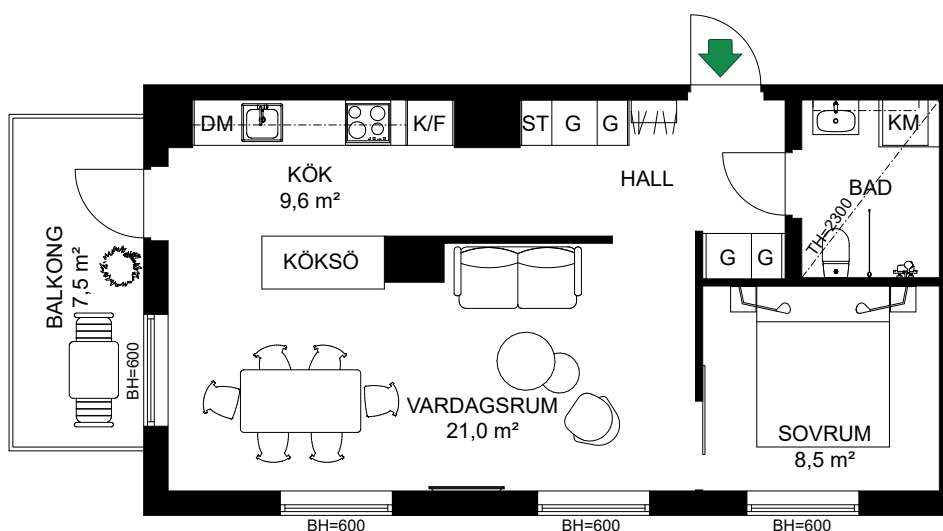 DM
K/F
ST
G
G
KM
KÖK
9,6 m²
HALL
BAD
TH=2300
BALKONG
7,5 m²
KÖKSÖ
G
G
BH=600
VARDAGSRUM
21,0 m²
SOVRUM
8,5 m²
BH=600
BH=600
BH=600